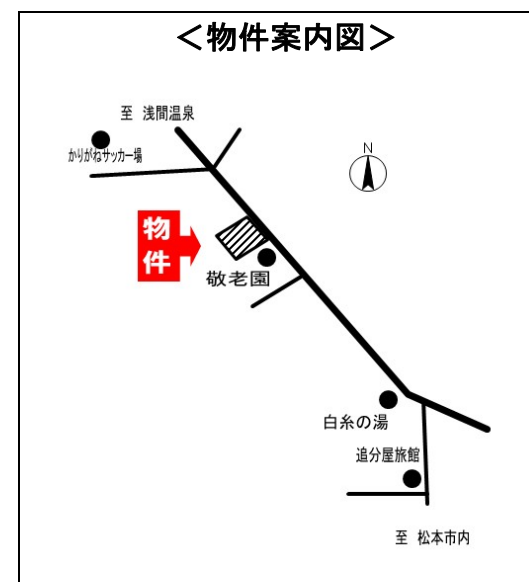 <物件案内図>
至 浅間温泉
かりがねサッカー場
N
物件
敬老園
白糸の湯
追分屋旅館
至 松本市内